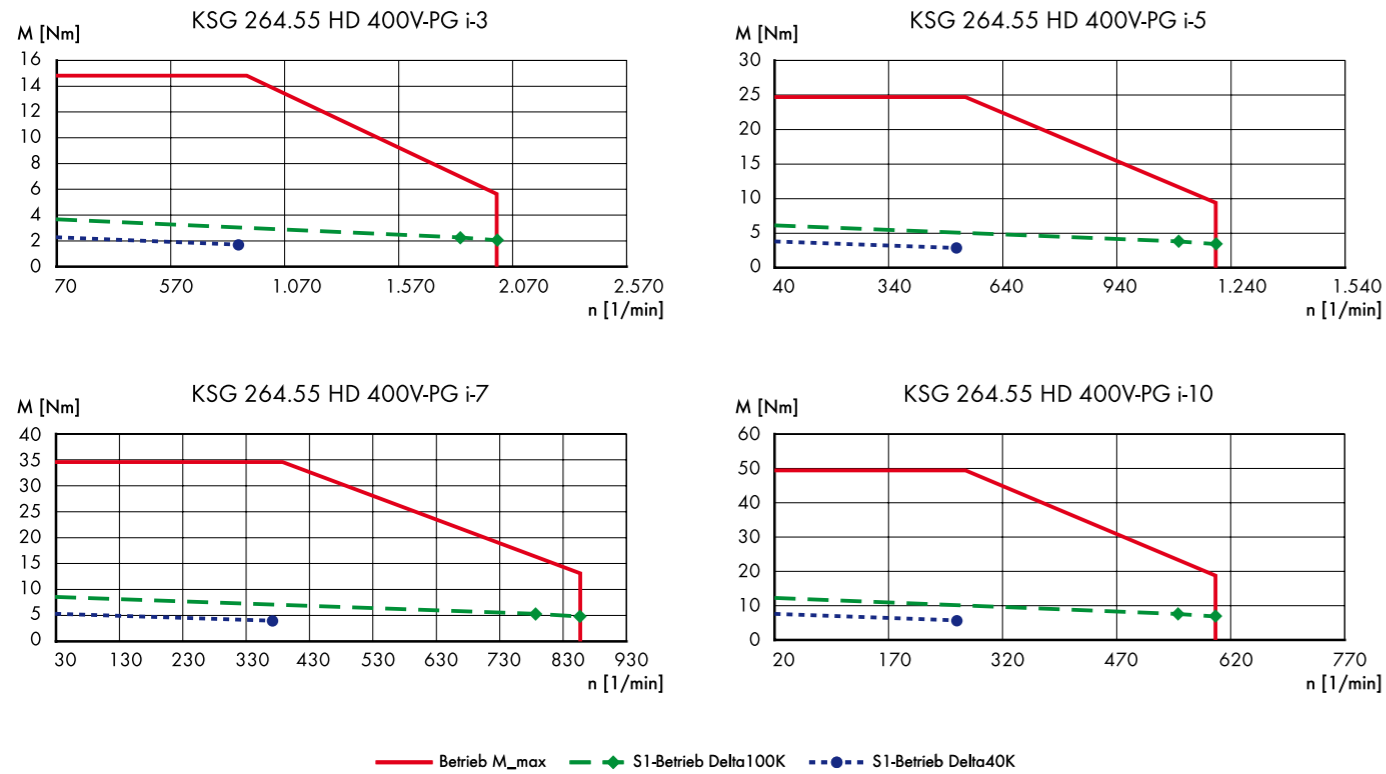 KSG 264.55 HD 400V-PG i-3
M [Nm]
16
14
12
10
8
6
4
2
0
70 570 1.070 1.570 2.070 2.570
n [1/min]
KSG 264.55 HD 400V-PG i-5
M [Nm]
30
25
20
15
10
5
0
40 340 640 940 1.240 1.540
n [1/min]
KSG 264.55 HD 400V-PG i-7
M [Nm]
40
35
30
25
20
15
10
5
0
30 130 230 330 430 530 630 730 830 930
n [1/min]
KSG 264.55 HD 400V-PG i-10
M [Nm]
60
50
40
30
20
10
0
20 170 320 470 620 770
n [1/min]
Betrieb M_max S1-Betrieb Delta100K S1-Betrieb Delta40K